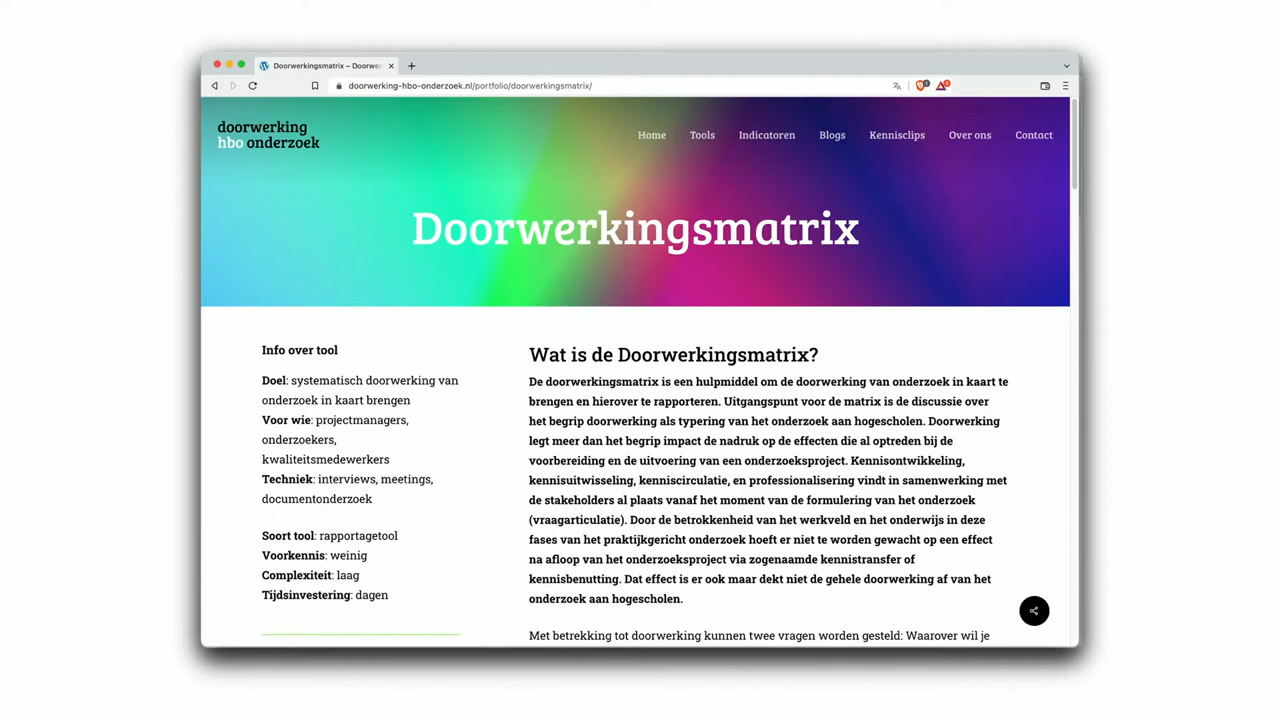 Doorwerkingsmatrix – Doorwer
doorwerking-hbo-onderzoek.nl/portfolio/doorwerkingsmatrix/
doorwerking
hbo onderzoek
Home Tools Indicatoren Blogs Kennisclips Over ons Contact
Doorwerkingsmatrix
Info over tool
Doel: systematisch doorwerking van
onderzoek in kaart brengen
Voor wie: projectmanagers,
onderzoekers,
kwaliteitsmedewerkers
Techniek: interviews, meetings,
documentonderzoek
Soort tool: rapportagetool
Voorkennis: weinig
Complexiteit: laag
Tijdsinvestering: dagen
Wat is de Doorwerkingsmatrix?
De doorwerkingsmatrix is een hulpmiddel om de doorwerking van onderzoek in kaart te
brengen en hierover te rapporteren. Uitgangspunt voor de matrix is de discussie over
het begrip doorwerking als typering van het onderzoek aan hogescholen. Doorwerking
legt meer dan het begrip impact de nadruk op de effecten die al optreden bij de
voorbereiding en de uitvoering van een onderzoeksproject. Kennisontwikkeling,
kennisuitwisseling, kenniscirculatie, en professionalisering vindt in samenwerking met
de stakeholders al plaats vanaf het moment van de formulering van het onderzoek
(vraagarticulatie). Door de betrokkenheid van het werkveld en het onderwijs in deze
fases van het praktijkgericht onderzoek hoeft er niet te worden gewacht op een effect
na afloop van het onderzoeksproject via zogenaamde kennistransfer of
kennisbenutting. Dat effect is er ook maar dekt niet de gehele doorwerking af van het
onderzoek aan hogescholen.
Met betrekking tot doorwerking kunnen twee vragen worden gesteld: Waarover wil je